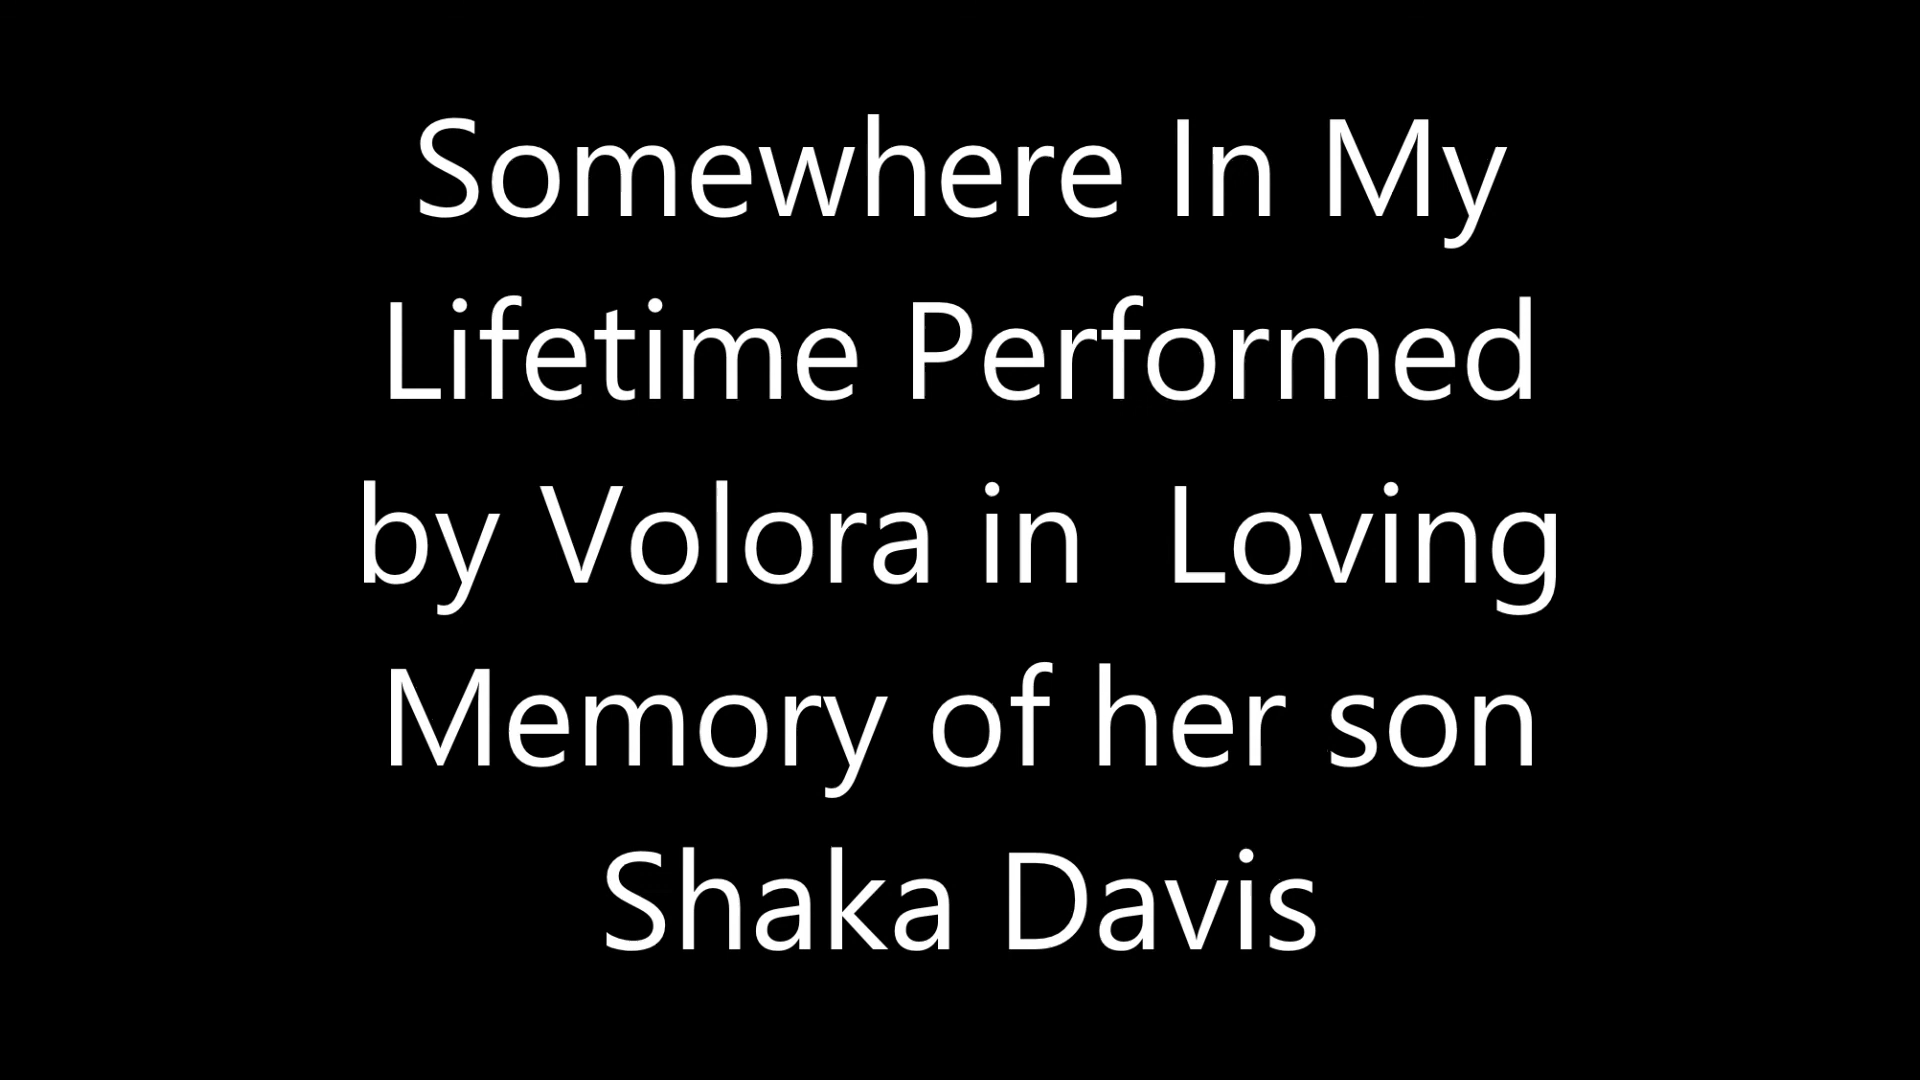 Somewhere In My
Lifetime Performed
by Volora in  Loving
Memory of her son
Shaka Davis